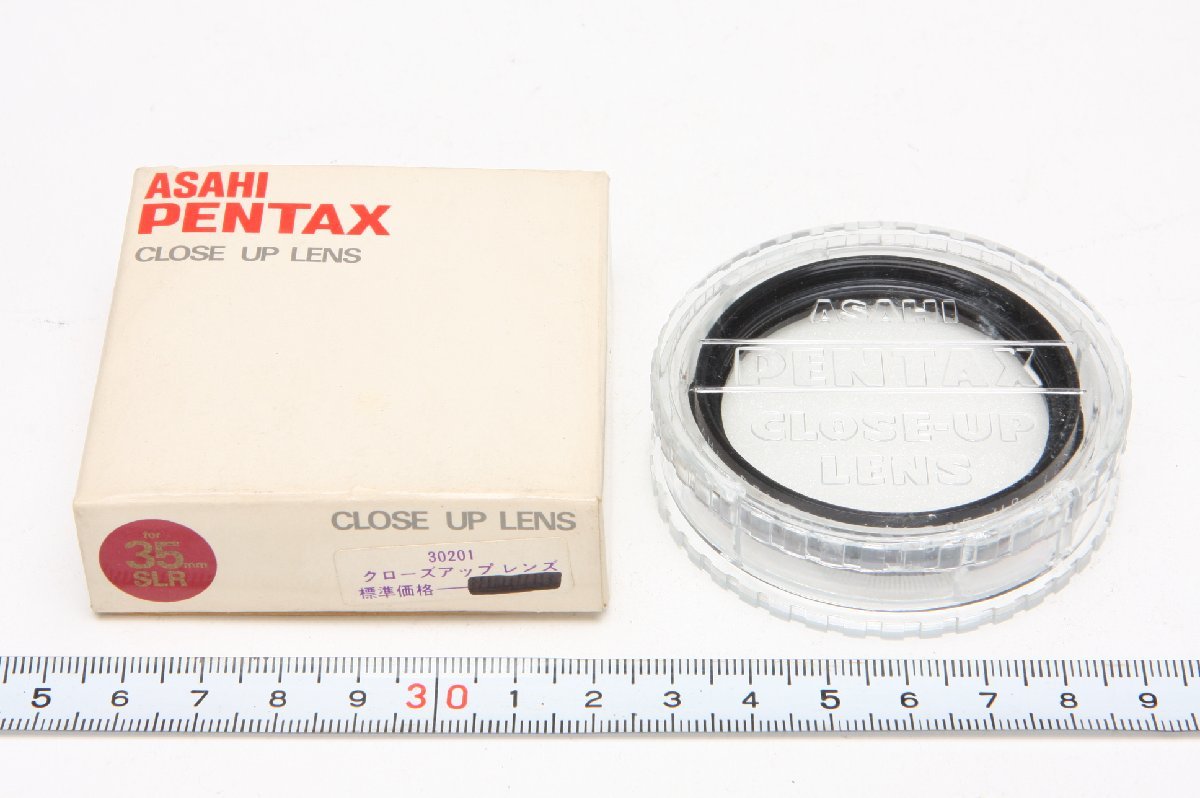 ASAHI
PENTAX
CLOSE UP LENS
CLOSE UP LENS
for
35mm
SLR
30201
クローズアップ レンズ
標準価格
ASAHI
PENTAX
CLOSE-UP
LENS
5 6 7 8 9 30 1 2 3 4 5 6 7 8 9